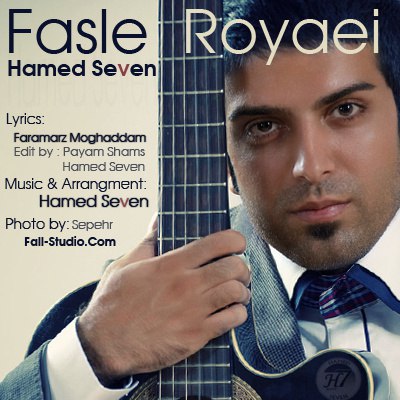 Fasle Royaei
Hamed Seven
Lyrics:
Faramarz Moghaddam
Edit by : Payam Shams
Hamed Seven
Music & Arrangment:
Hamed Seven
Photo by: Sepehr
Fall-Studio.Com
H7